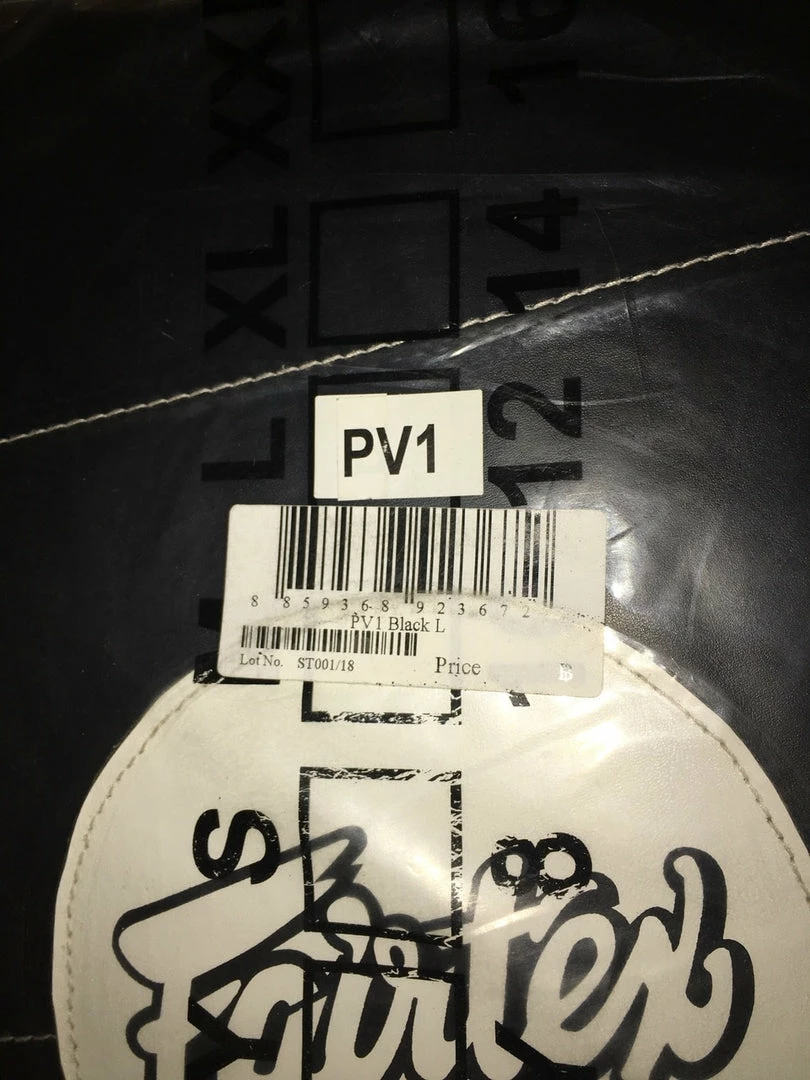 XXL
16
XL
14
L
12
PV1
8 859368 923672
PV1 Black L
Lot No. ST001/18
Price
฿
M
S
8
Fairtex